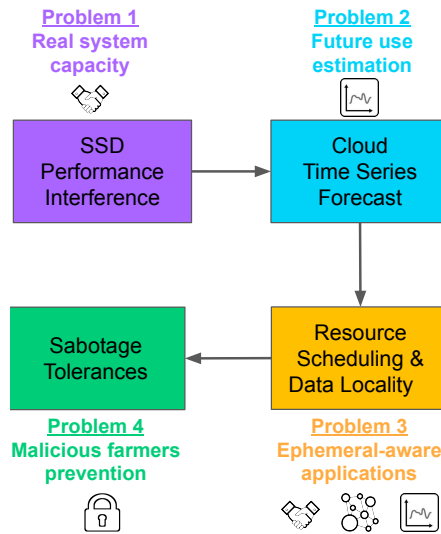 Problem 1
Real system
capacity
Problem 2
Future use
estimation
SSD
Performance
Interference
Cloud
Time Series
Forecast
Sabotage
Tolerances
Resource
Scheduling &
Data Locality
Problem 4
Malicious farmers
prevention
Problem 3
Ephemeral-aware
applications